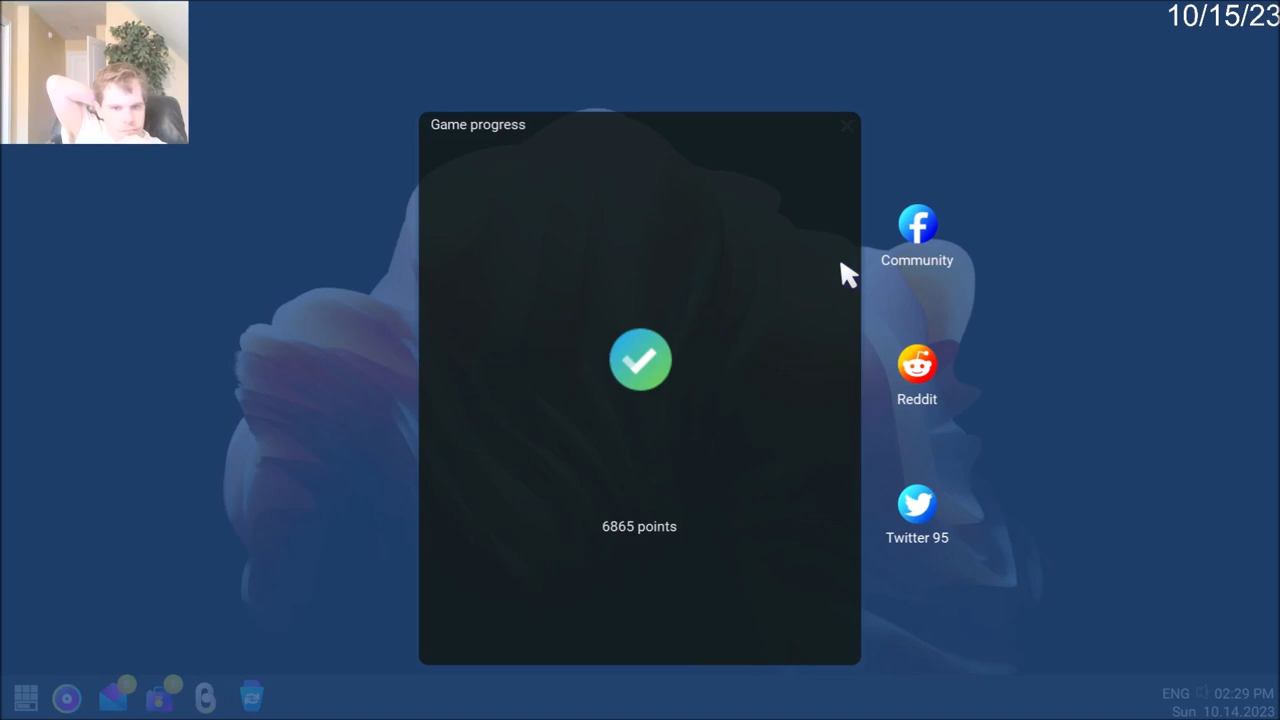 10/15/23
Game progress
Community
Reddit
6865 points
Twitter 95
ENG 02:29 PM
Sun 10.14.2023